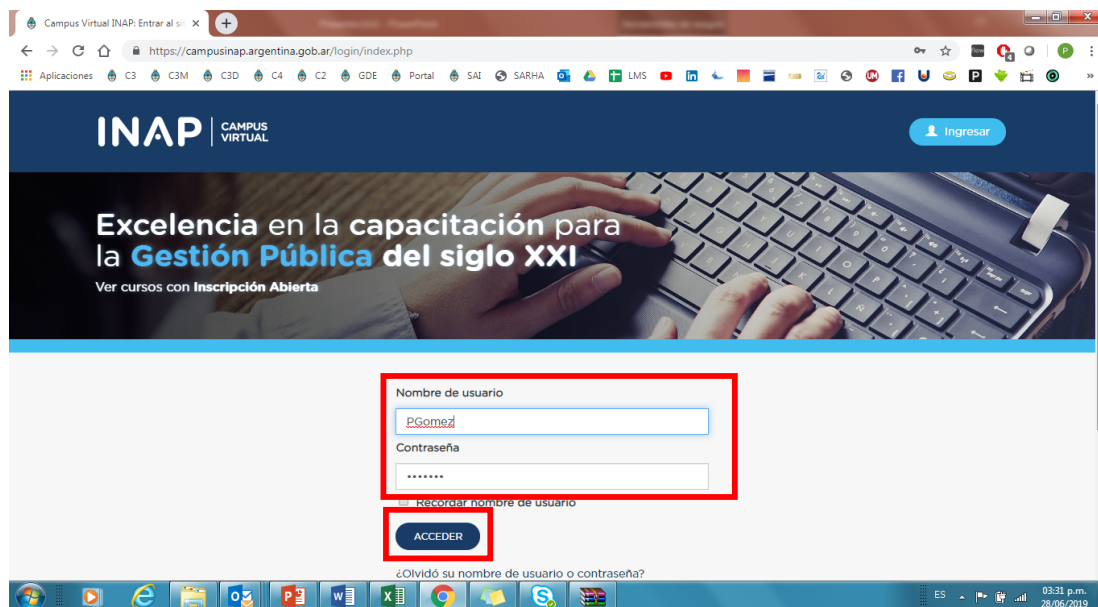 Campus Virtual INAP: Entrar al si
https://campusinap.argentina.gob.ar/login/index.php
Aplicaciones C3 C3M C3D C4 C2 GDE Portal SAI SARHA LMS »
INAP CAMPUS VIRTUAL
Ingresar
Excelencia en la capacitación para
la Gestión Pública del siglo XXI
Ver cursos con Inscripción Abierta
Nombre de usuario
PGomez
Contraseña
•••••••
Recordar nombre de usuario
ACCEDER
¿Olvidó su nombre de usuario o contraseña?
ES 03:31 p.m.
28/06/2019